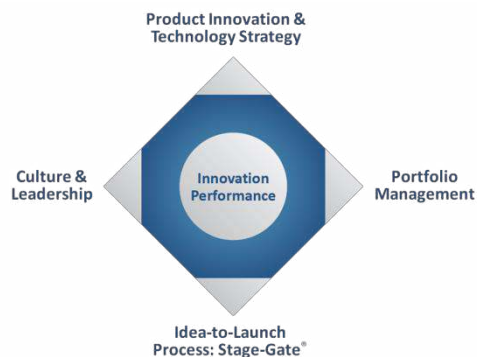 Product Innovation &
Technology Strategy
Culture &
Leadership
Innovation
Performance
Portfolio
Management
Idea-to-Launch
Process: Stage-Gate®